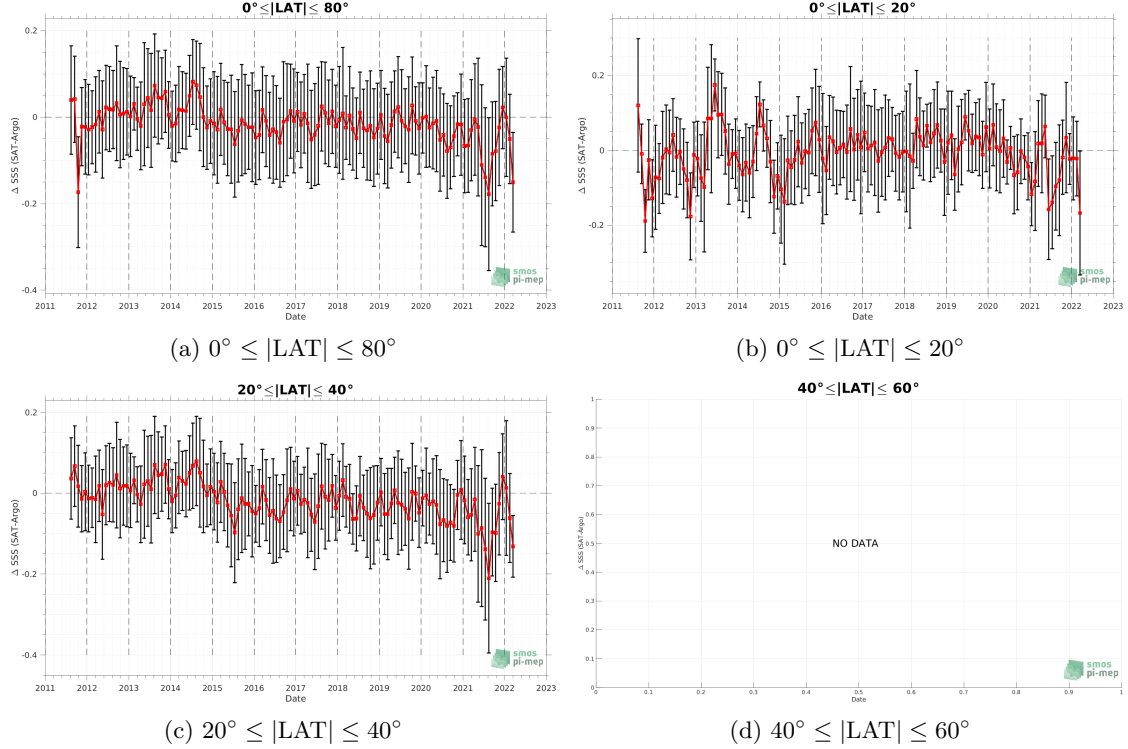 0°≤|LAT|≤ 80°
Δ SSS (SAT-Argo)
0.2
0
-0.2
-0.4
2011 2012 2013 2014 2015 2016 2017 2018 2019 2020 2021 2022 2023
Date
smos
pi-mep
(a) 0° ≤ |LAT| ≤ 80°
0°≤|LAT|≤ 20°
Δ SSS (SAT-Argo)
0.2
0
-0.2
2011 2012 2013 2014 2015 2016 2017 2018 2019 2020 2021 2022 2023
Date
smos
pi-mep
(b) 0° ≤ |LAT| ≤ 20°
20°≤|LAT|≤ 40°
Δ SSS (SAT-Argo)
0.2
0
-0.2
-0.4
2011 2012 2013 2014 2015 2016 2017 2018 2019 2020 2021 2022 2023
Date
smos
pi-mep
(c) 20° ≤ |LAT| ≤ 40°
40°≤|LAT|≤ 60°
Δ SSS (SAT-Argo)
1
0.9
0.8
0.7
0.6
0.5
0.4
0.3
0.2
0.1
0
NO DATA
0 0.1 0.2 0.3 0.4 0.5 0.6 0.7 0.8 0.9 1
Date
smos
pi-mep
(d) 40° ≤ |LAT| ≤ 60°